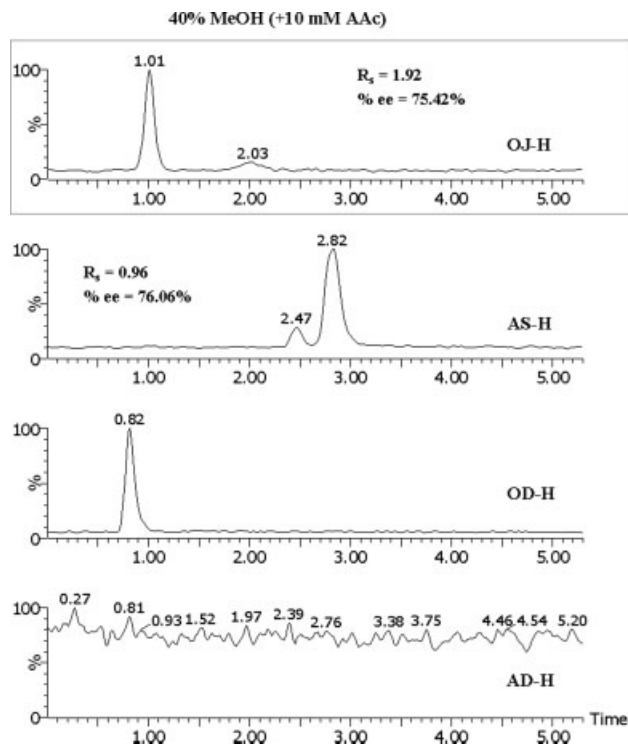 40% MeOH (+10 mM AAc)
1.01
100
Rs = 1.92
% ee = 75.42%
%
2.03
OJ-H
0
1.00 2.00 3.00 4.00 5.00
2.82
100
Rs = 0.96
% ee = 76.06%
%
2.47
AS-H
0
1.00 2.00 3.00 4.00 5.00
0.82
100
%
OD-H
0
1.00 2.00 3.00 4.00 5.00
0.27 0.81 0.93 1.52 1.97 2.39 2.76 3.38 3.75 4.46 4.54 5.20
100
%
AD-H
0
1.00 2.00 3.00 4.00 5.00 Time